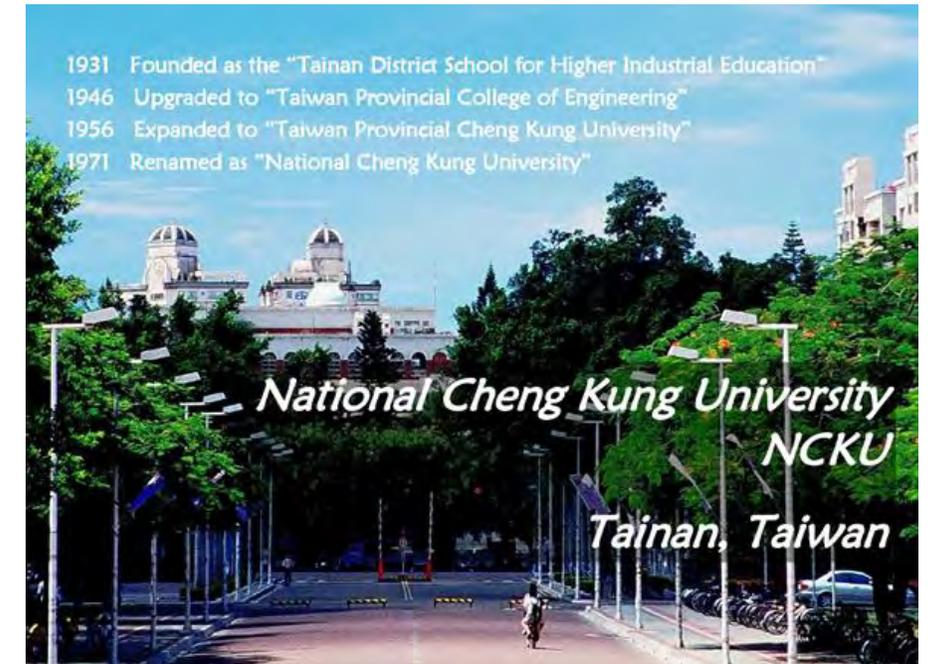 1931 Founded as the "Tainan District School for Higher Industrial Education"
1946 Upgraded to "Taiwan Provincial College of Engineering"
1956 Expanded to "Taiwan Provincial Cheng Kung University"
1971 Renamed as "National Cheng Kung University"
National Cheng Kung University
NCKU
Tainan, Taiwan